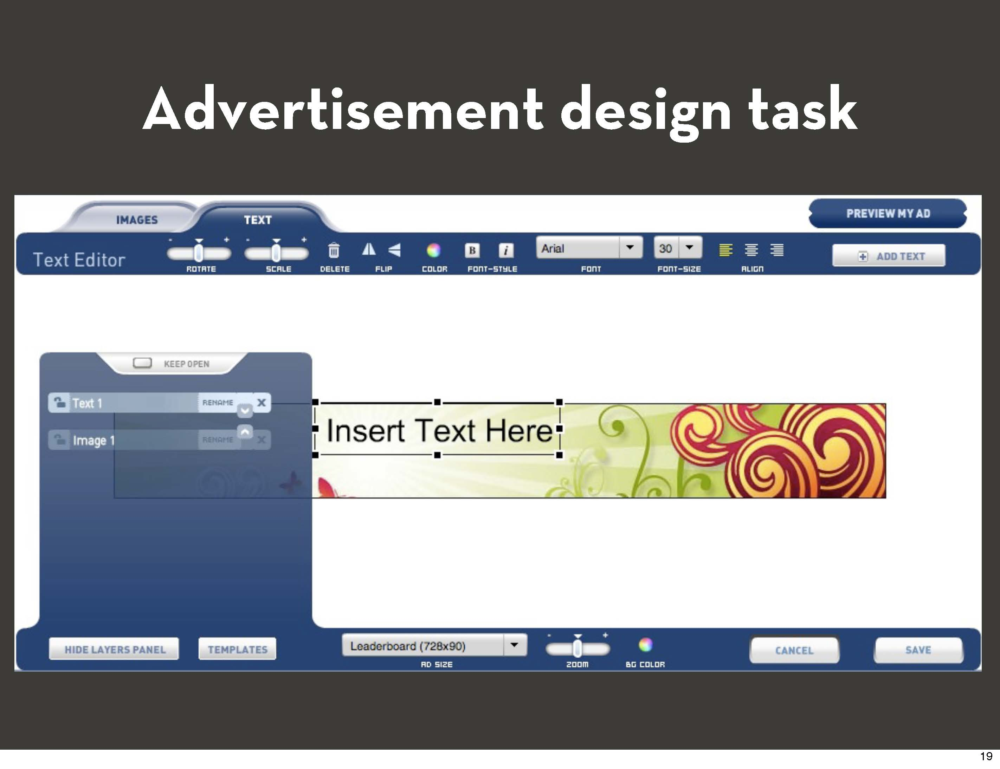 Advertisement design task
IMAGES
TEXT
PREVIEW MY AD
Text Editor
- +
ROTATE
- +
SCALE
DELETE
FLIP
COLOR
B i
FONT-STYLE
Arial
FONT
30
FONT-SIZE
ALIGN
ADD TEXT
KEEP OPEN
Text 1 RENAME X
Image 1 RENAME X
Insert Text Here
HIDE LAYERS PANEL
TEMPLATES
Leaderboard (728x90)
AD SIZE
- +
ZOOM
BG COLOR
CANCEL
SAVE
19